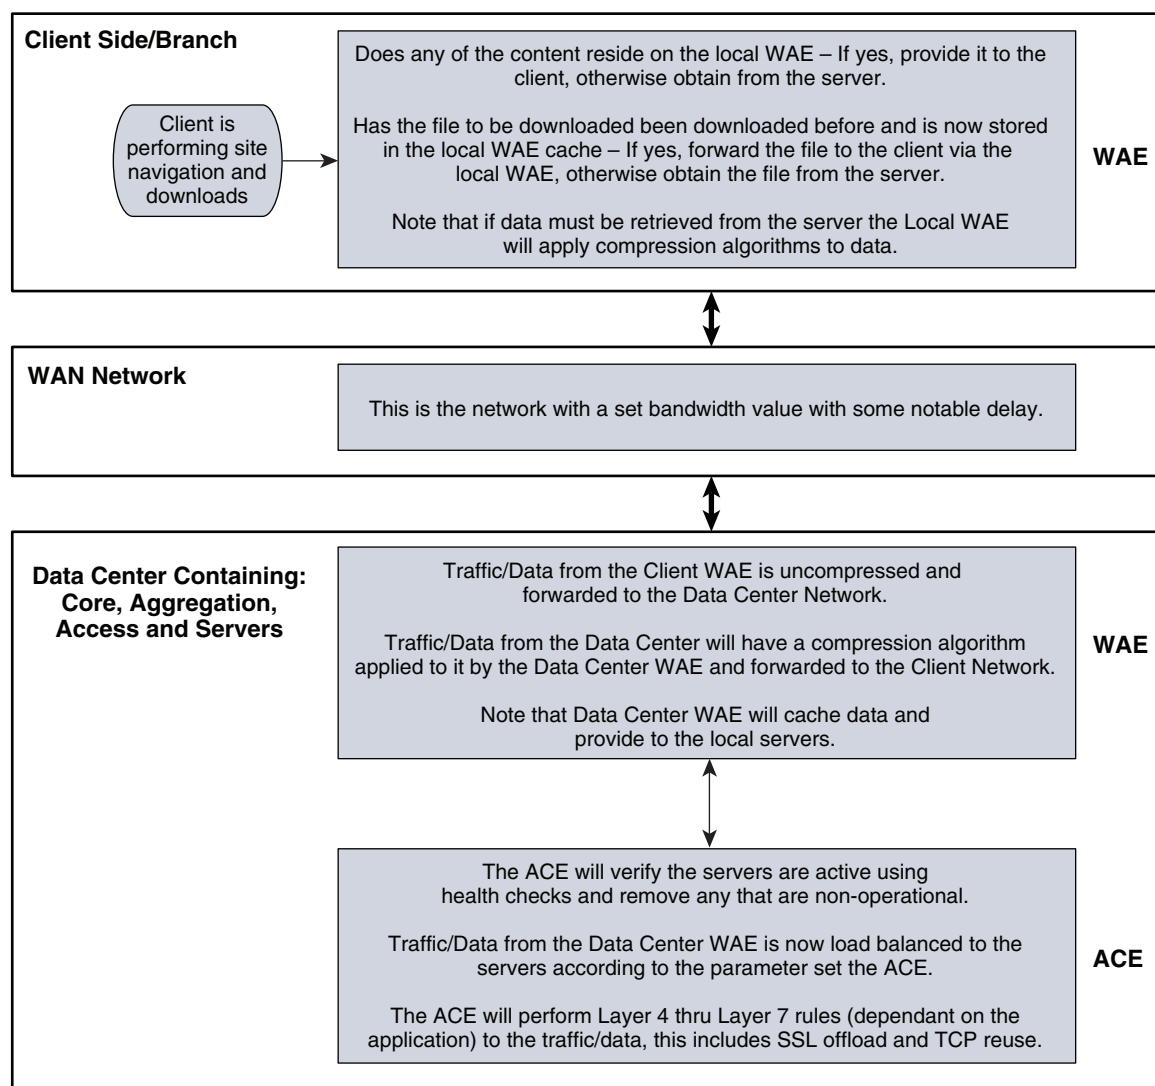 Client Side/Branch
Does any of the content reside on the local WAE – If yes, provide it to the
client, otherwise obtain from the server.
Has the file to be downloaded been downloaded before and is now stored
in the local WAE cache – If yes, forward the file to the client via the
local WAE, otherwise obtain the file from the server.
Note that if data must be retrieved from the server the Local WAE
will apply compression algorithms to data.
Client is
performing site
navigation and
downloads
WAE
WAN Network
This is the network with a set bandwidth value with some notable delay.
Data Center Containing:
Core, Aggregation,
Access and Servers
Traffic/Data from the Client WAE is uncompressed and
forwarded to the Data Center Network.
Traffic/Data from the Data Center will have a compression algorithm
applied to it by the Data Center WAE and forwarded to the Client Network.
Note that Data Center WAE will cache data and
provide to the local servers.
WAE
The ACE will verify the servers are active using
health checks and remove any that are non-operational.
Traffic/Data from the Data Center WAE is now load balanced to the
servers according to the parameter set the ACE.
The ACE will perform Layer 4 thru Layer 7 rules (dependant on the
application) to the traffic/data, this includes SSL offload and TCP reuse.
ACE